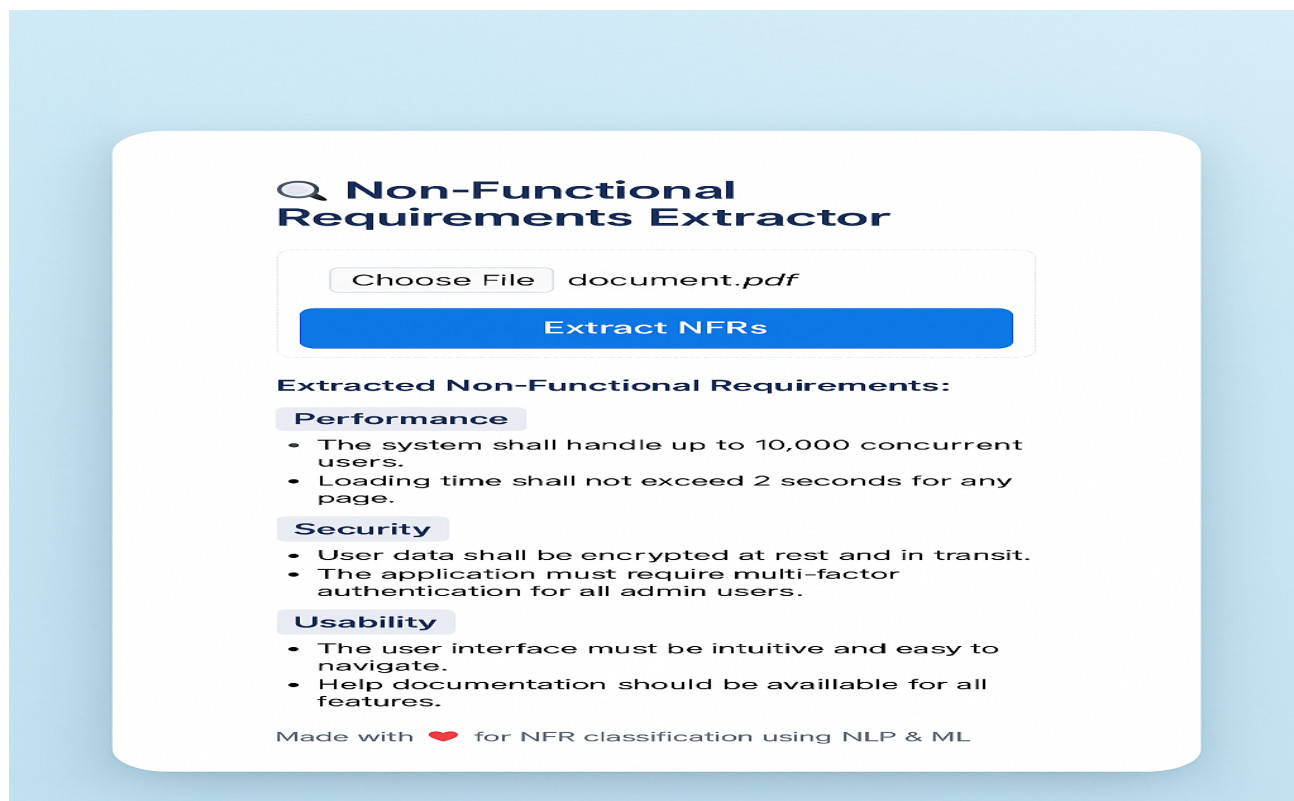 🔍 Non-Functional
Requirements Extractor
Choose File document.pdf
Extract NFRs
Extracted Non-Functional Requirements:
Performance
• The system shall handle up to 10,000 concurrent
users.
• Loading time shall not exceed 2 seconds for any
page.
Security
• User data shall be encrypted at rest and in transit.
• The application must require multi-factor
authentication for all admin users.
Usability
• The user interface must be intuitive and easy to
navigate.
• Help documentation should be availlable for all
features.
Made with ❤️ for NFR classification using NLP & ML